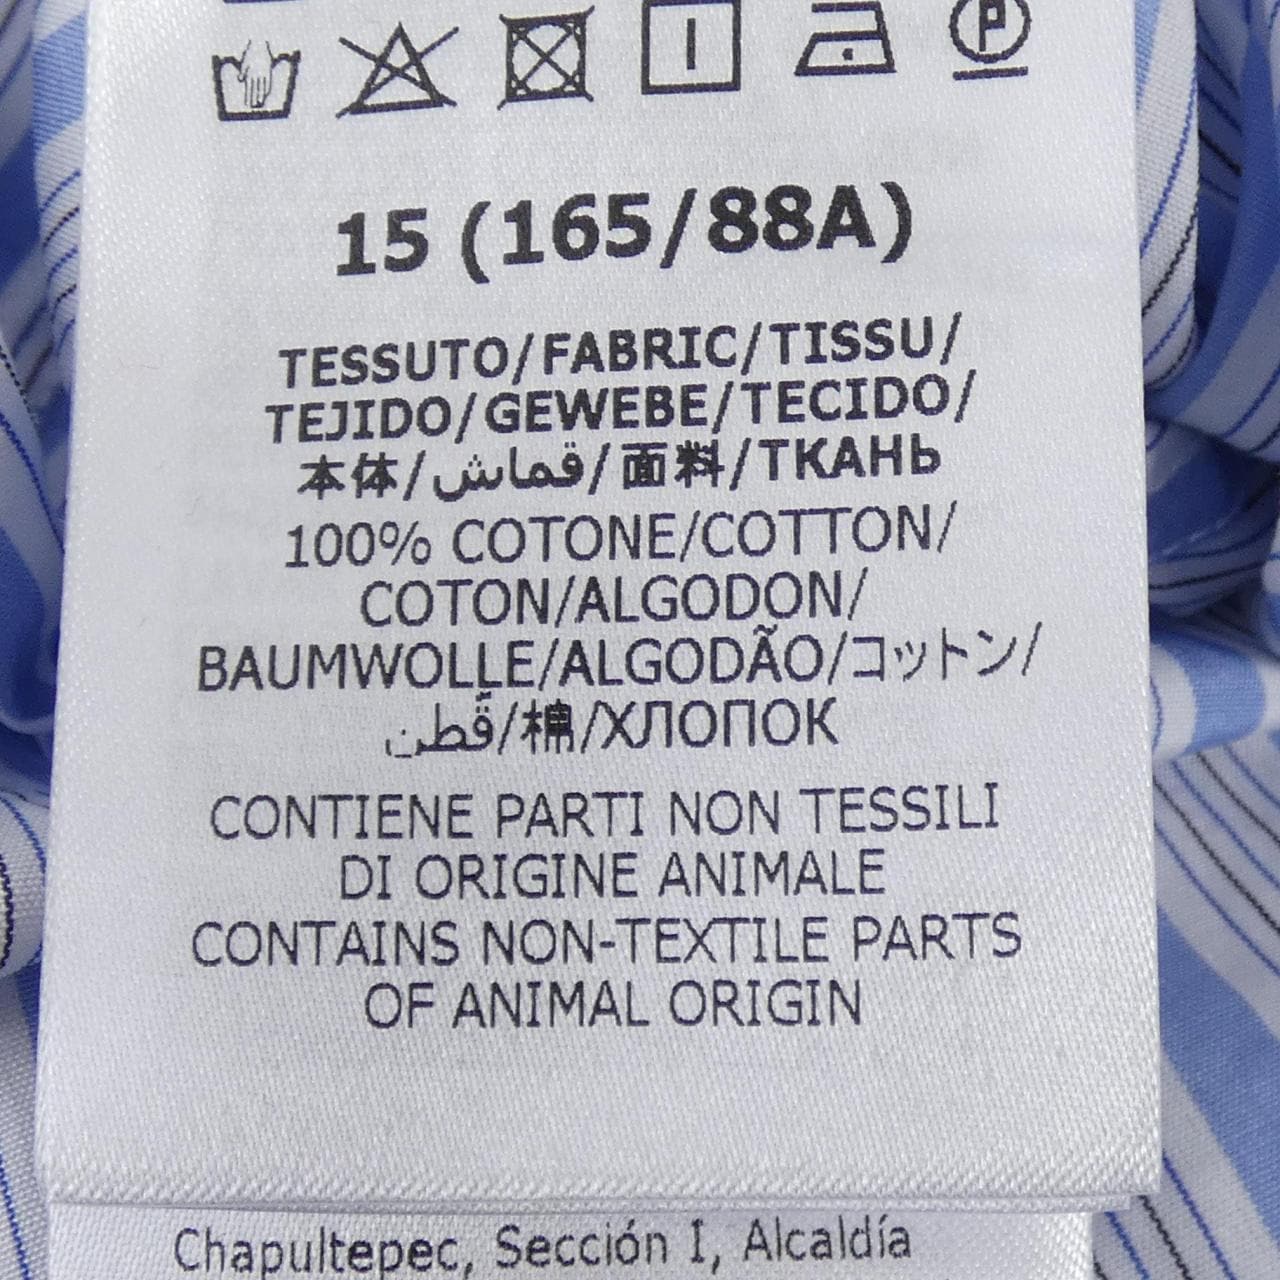 P
15 (165/88A)
TESSUTO/FABRIC/TISSU/
TEJIDO/GEWEBE/TECIDO/
本体/قماش/面料/ТКАНЬ
100% COTONE/COTTON/
COTON/ALGODON/
BAUMWOLLE/ALGODÃO/コットン/
قطن/棉/ХЛОПОК
CONTIENE PARTI NON TESSILI
DI ORIGINE ANIMALE
CONTAINS NON-TEXTILE PARTS
OF ANIMAL ORIGIN
Chapultepec, Sección I, Alcaldía